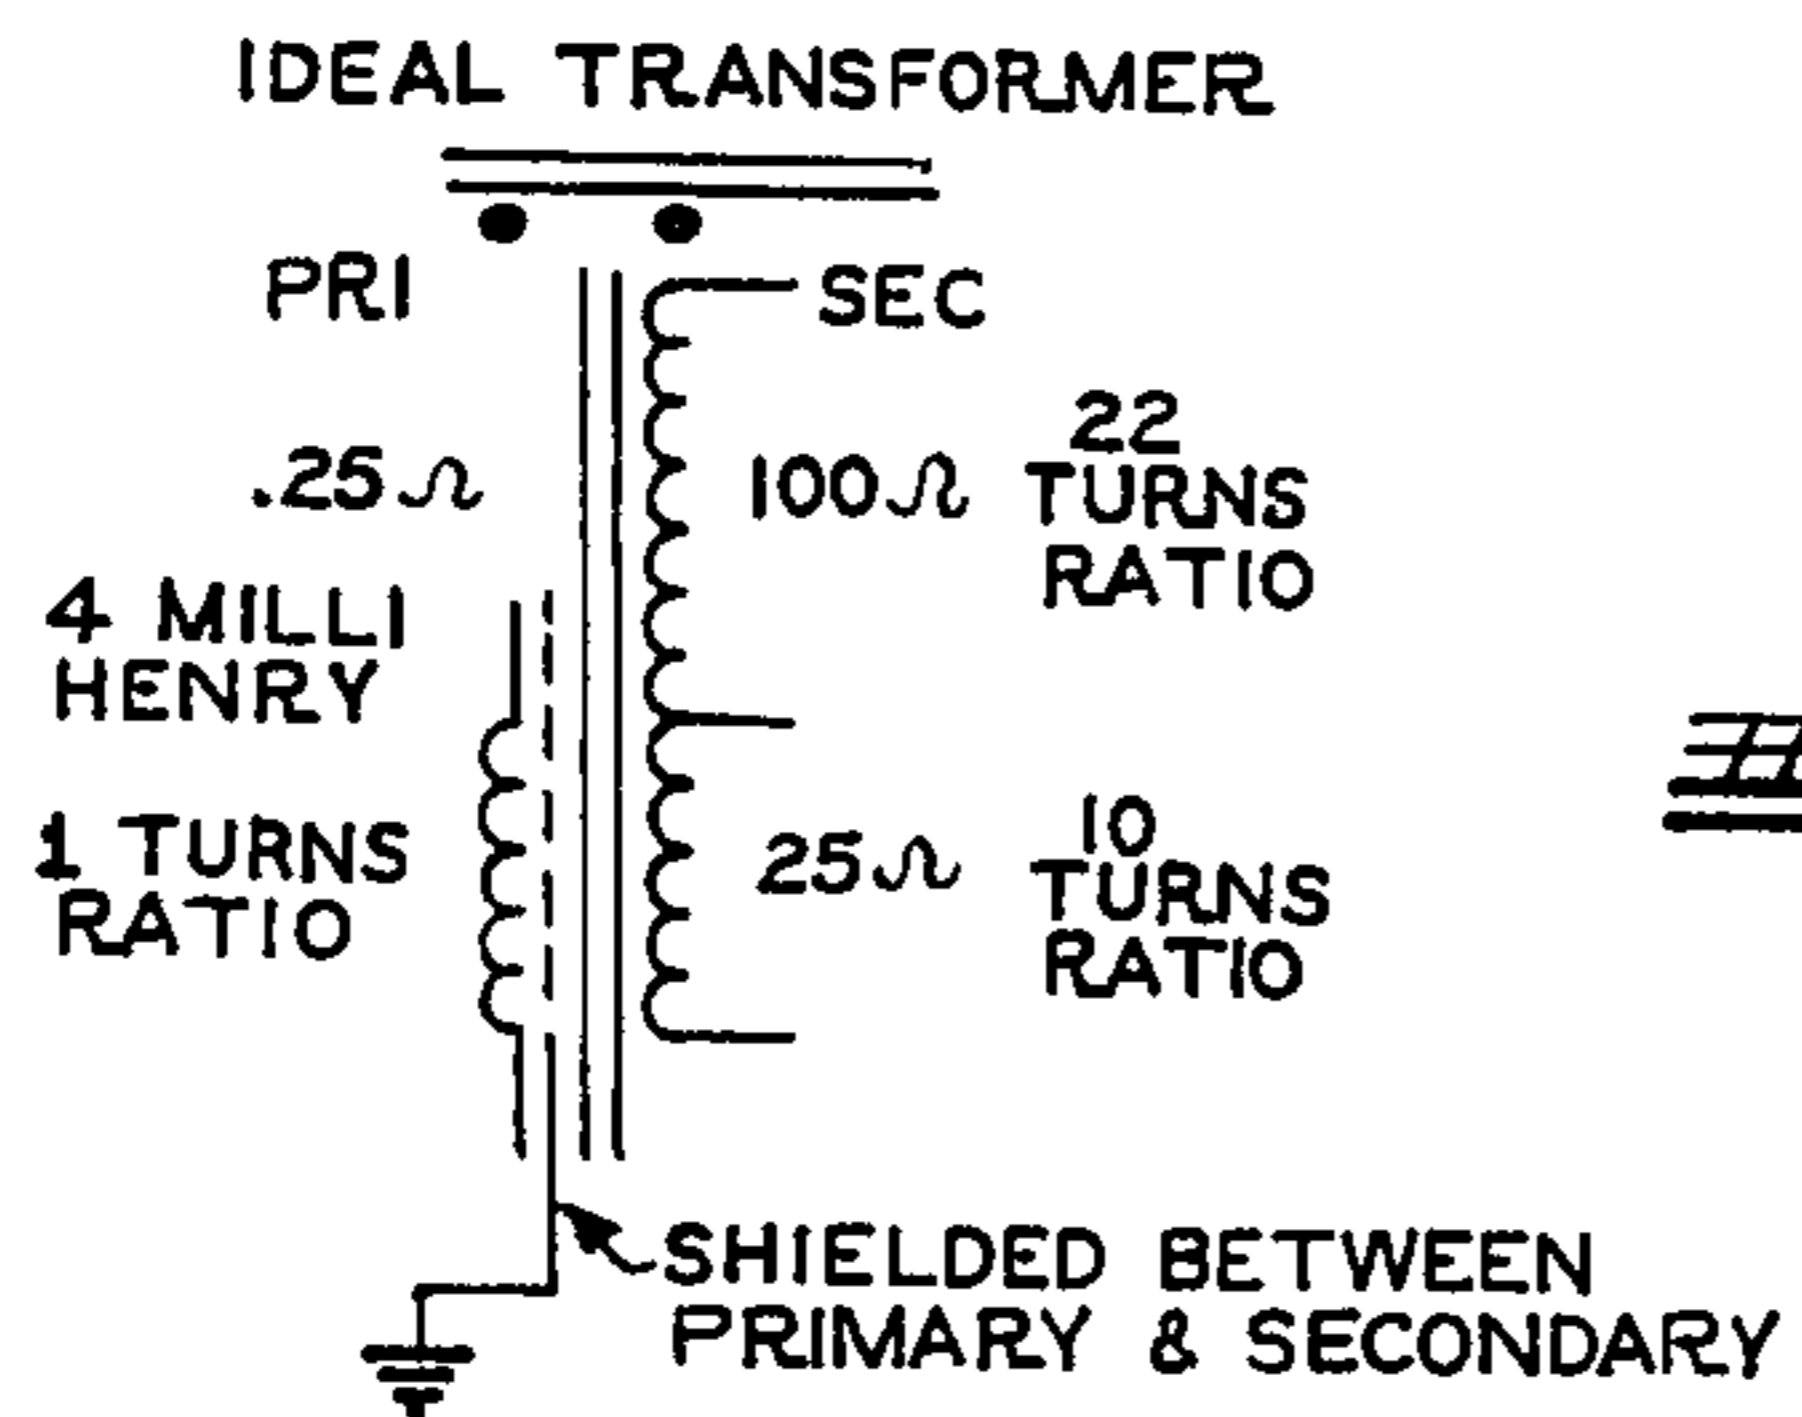 IDEAL TRANSFORMER
PRI
SEC
.25Ω
100Ω
22
TURNS
RATIO
4 MILLI
HENRY
1 TURNS
RATIO
25Ω
10
TURNS
RATIO
SHIELDED BETWEEN
PRIMARY & SECONDARY